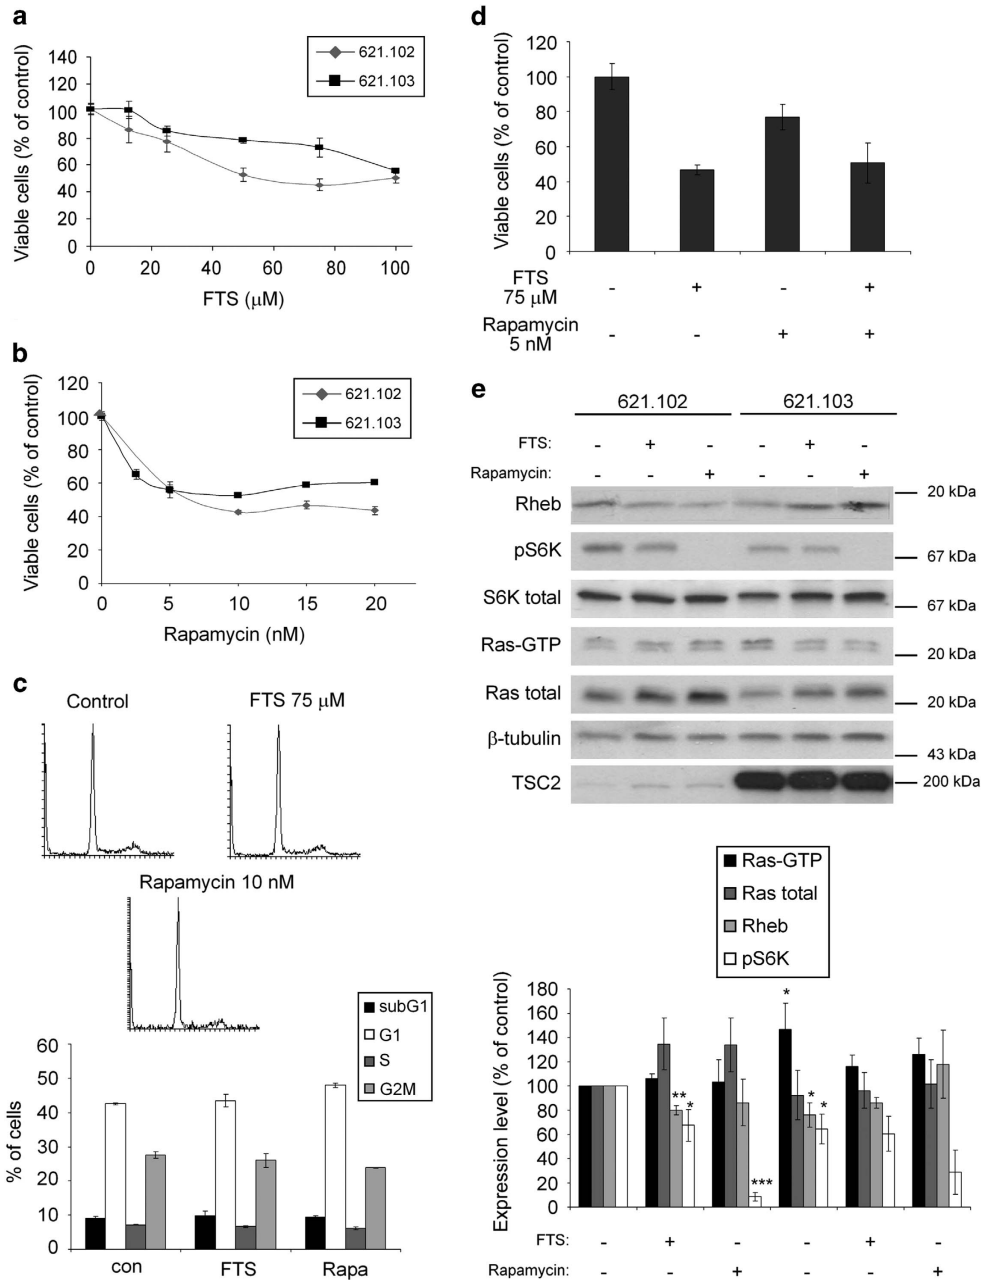 a
621.102
621.103
Viable cells (% of control)
140
120
100
80
60
40
20
0
0 20 40 60 80 100
FTS (μM)
b
621.102
621.103
Viable cells (% of control)
120
100
80
60
40
20
0
0 5 10 15 20
Rapamycin (nM)
c
Control
FTS 75 μM
Rapamycin 10 nM
subG1
G1
S
G2M
% of cells
60
50
40
30
20
10
0
con FTS Rapa
d
Viable cells (% of control)
120
100
80
60
40
20
0
FTS
75 μM
- + - +
Rapamycin
5 nM
- - + +
e
621.102 621.103
FTS: - + - - + -
Rapamycin: - - + - - +
Rheb
20 kDa
pS6K
67 kDa
S6K total
67 kDa
Ras-GTP
20 kDa
Ras total
20 kDa
β-tubulin
43 kDa
TSC2
200 kDa
Ras-GTP
Ras total
Rheb
pS6K
Expression level (% of control)
180
160
140
120
100
80
60
40
20
0
** * *** * * *
FTS: - + - - + -
Rapamycin: - - + - - +